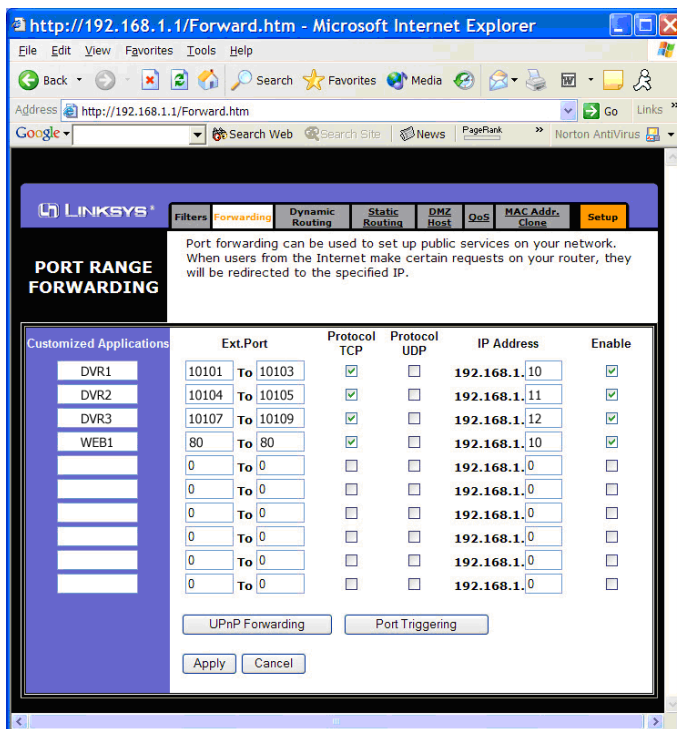 http://192.168.1.1/Forward.htm - Microsoft Internet Explorer
File Edit View Favorites Tools Help
Back Search Favorites Media
Address http://192.168.1.1/Forward.htm Go Links »
Google Search Web Search Site News PageRank » Norton AntiVirus
LINKSYS®
Filters Forwarding Dynamic Routing Static Routing DMZ Host QoS MAC Addr. Clone Setup
PORT RANGE FORWARDING
Port forwarding can be used to set up public services on your network.
When users from the Internet make certain requests on your router, they
will be redirected to the specified IP.
Customized Applications Ext.Port Protocol TCP Protocol UDP IP Address Enable
DVR1 10101 To 10103 192.168.1. 10
DVR2 10104 To 10105 192.168.1. 11
DVR3 10107 To 10109 192.168.1. 12
WEB1 80 To 80 192.168.1. 10
0 To 0 192.168.1. 0
0 To 0 192.168.1. 0
0 To 0 192.168.1. 0
0 To 0 192.168.1. 0
0 To 0 192.168.1. 0
0 To 0 192.168.1. 0
UPnP Forwarding Port Triggering
Apply Cancel